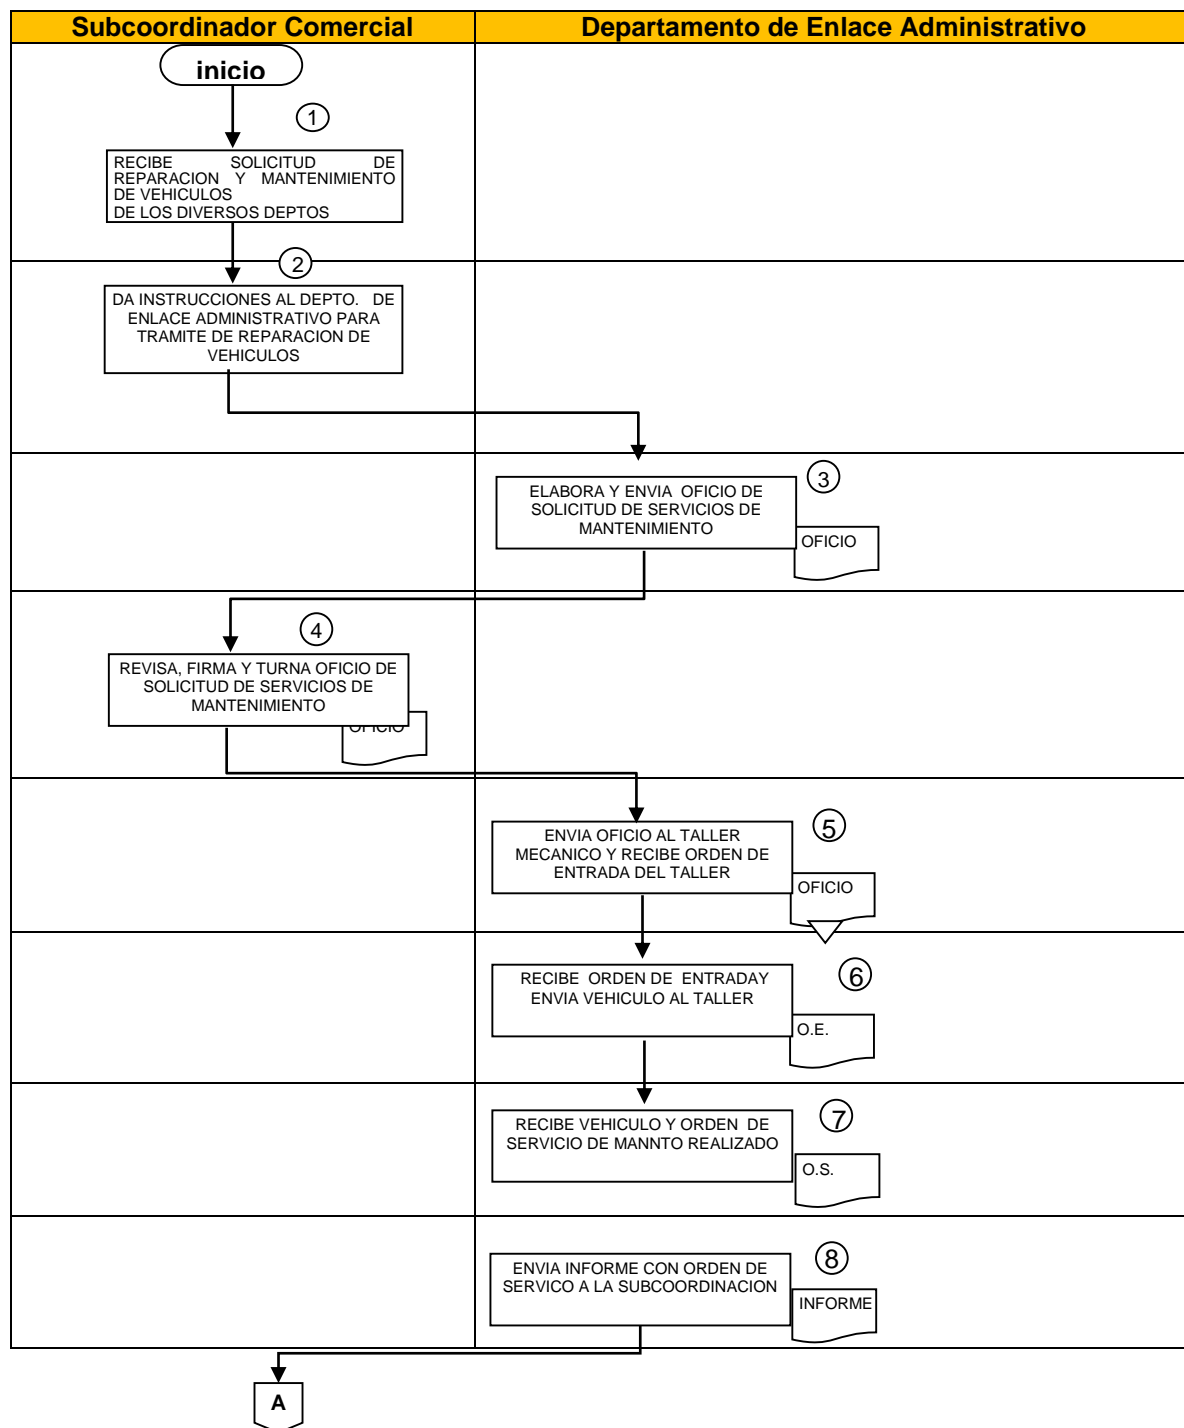 Subcoordinador Comercial
Departamento de Enlace Administrativo
inicio
1
RECIBE SOLICITUD DE
REPARACION Y MANTENIMIENTO
DE VEHICULOS
DE LOS DIVERSOS DEPTOS
2
DA INSTRUCCIONES AL DEPTO. DE
ENLACE ADMINISTRATIVO PARA
TRAMITE DE REPARACION DE
VEHICULOS
3
ELABORA Y ENVIA OFICIO DE
SOLICITUD DE SERVICIOS DE
MANTENIMIENTO
OFICIO
4
REVISA, FIRMA Y TURNA OFICIO DE
SOLICITUD DE SERVICIOS DE
MANTENIMIENTO
OFICIO
5
ENVIA OFICIO AL TALLER
MECANICO Y RECIBE ORDEN DE
ENTRADA DEL TALLER
OFICIO
6
RECIBE ORDEN DE ENTRADAY
ENVIA VEHICULO AL TALLER
O.E.
7
RECIBE VEHICULO Y ORDEN DE
SERVICIO DE MANNTO REALIZADO
O.S.
8
ENVIA INFORME CON ORDEN DE
SERVICO A LA SUBCOORDINACION
INFORME
A